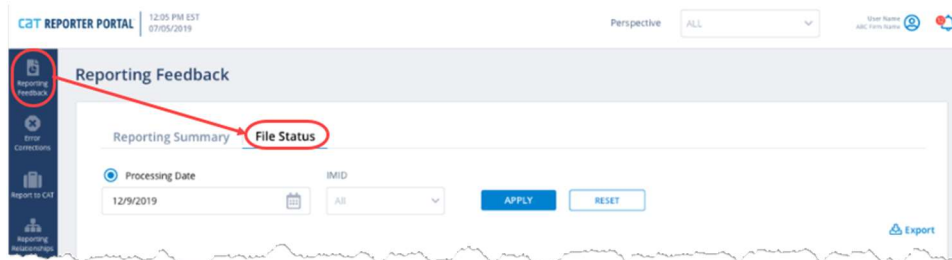 CAT REPORTER PORTAL
12:05 PM EST
07/05/2019
Perspective
ALL
User Name
ABC Firm Name
Reporting
Feedback
Reporting Feedback
Error
Corrections
Reporting Summary
File Status
Processing Date
IMID
Report to CAT
12/9/2019
All
APPLY
RESET
Reporting
Relationships
Export